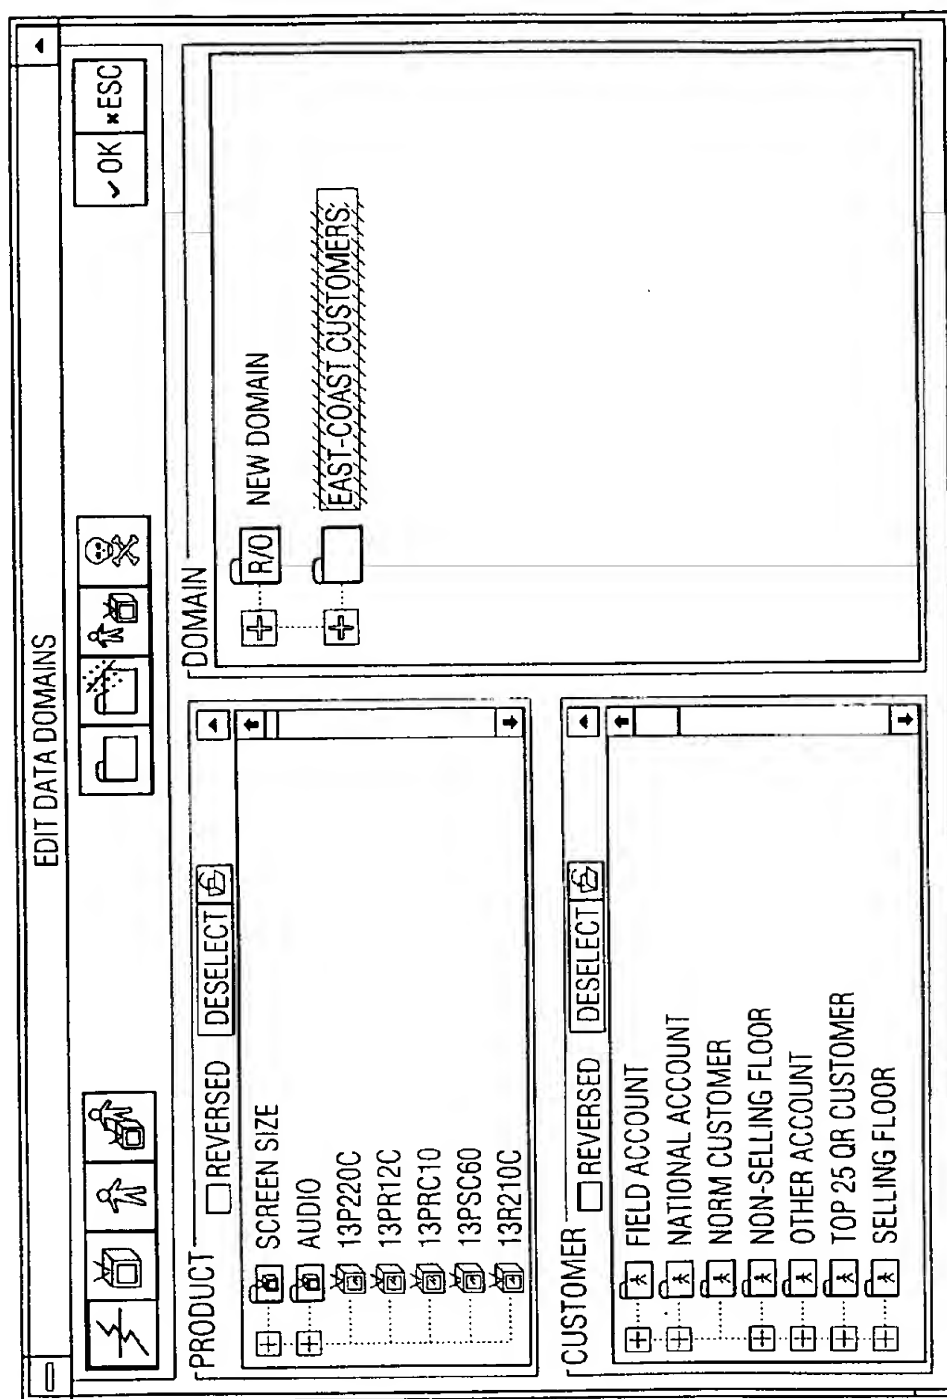 EDIT DATA DOMAINS
OK
ESC
PRODUCT
REVERSED
DESELECT
SCREEN SIZE
AUDIO
13P220C
13PR12C
13PRC10
13PSC60
13R210C
CUSTOMER
REVERSED
DESELECT
FIELD ACCOUNT
NATIONAL ACCOUNT
NORM CUSTOMER
NON-SELLING FLOOR
OTHER ACCOUNT
TOP 25 QR CUSTOMER
SELLING FLOOR
DOMAIN
R/O NEW DOMAIN
EAST-COAST CUSTOMERS